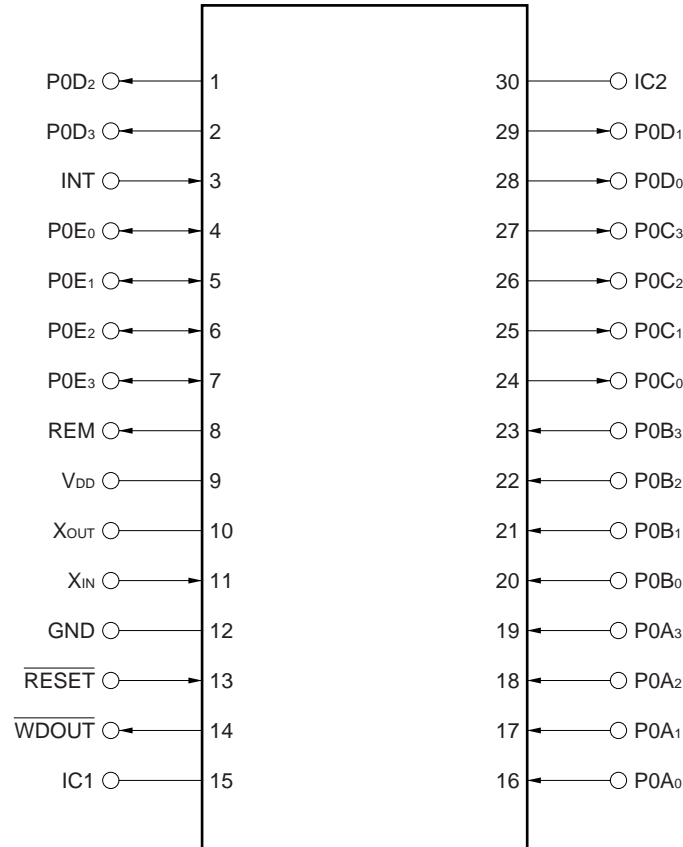 P0D₂ 1 30 IC2
P0D₃ 2 29 P0D₁
INT 3 28 P0D₀
P0E₀ 4 27 P0C₃
P0E₁ 5 26 P0C₂
P0E₂ 6 25 P0C₁
P0E₃ 7 24 P0C₀
REM 8 23 P0B₃
VDD 9 22 P0B₂
XOUT 10 21 P0B₁
XIN 11 20 P0B₀
GND 12 19 P0A₃
RESET 13 18 P0A₂
WDOUT 14 17 P0A₁
IC1 15 16 P0A₀